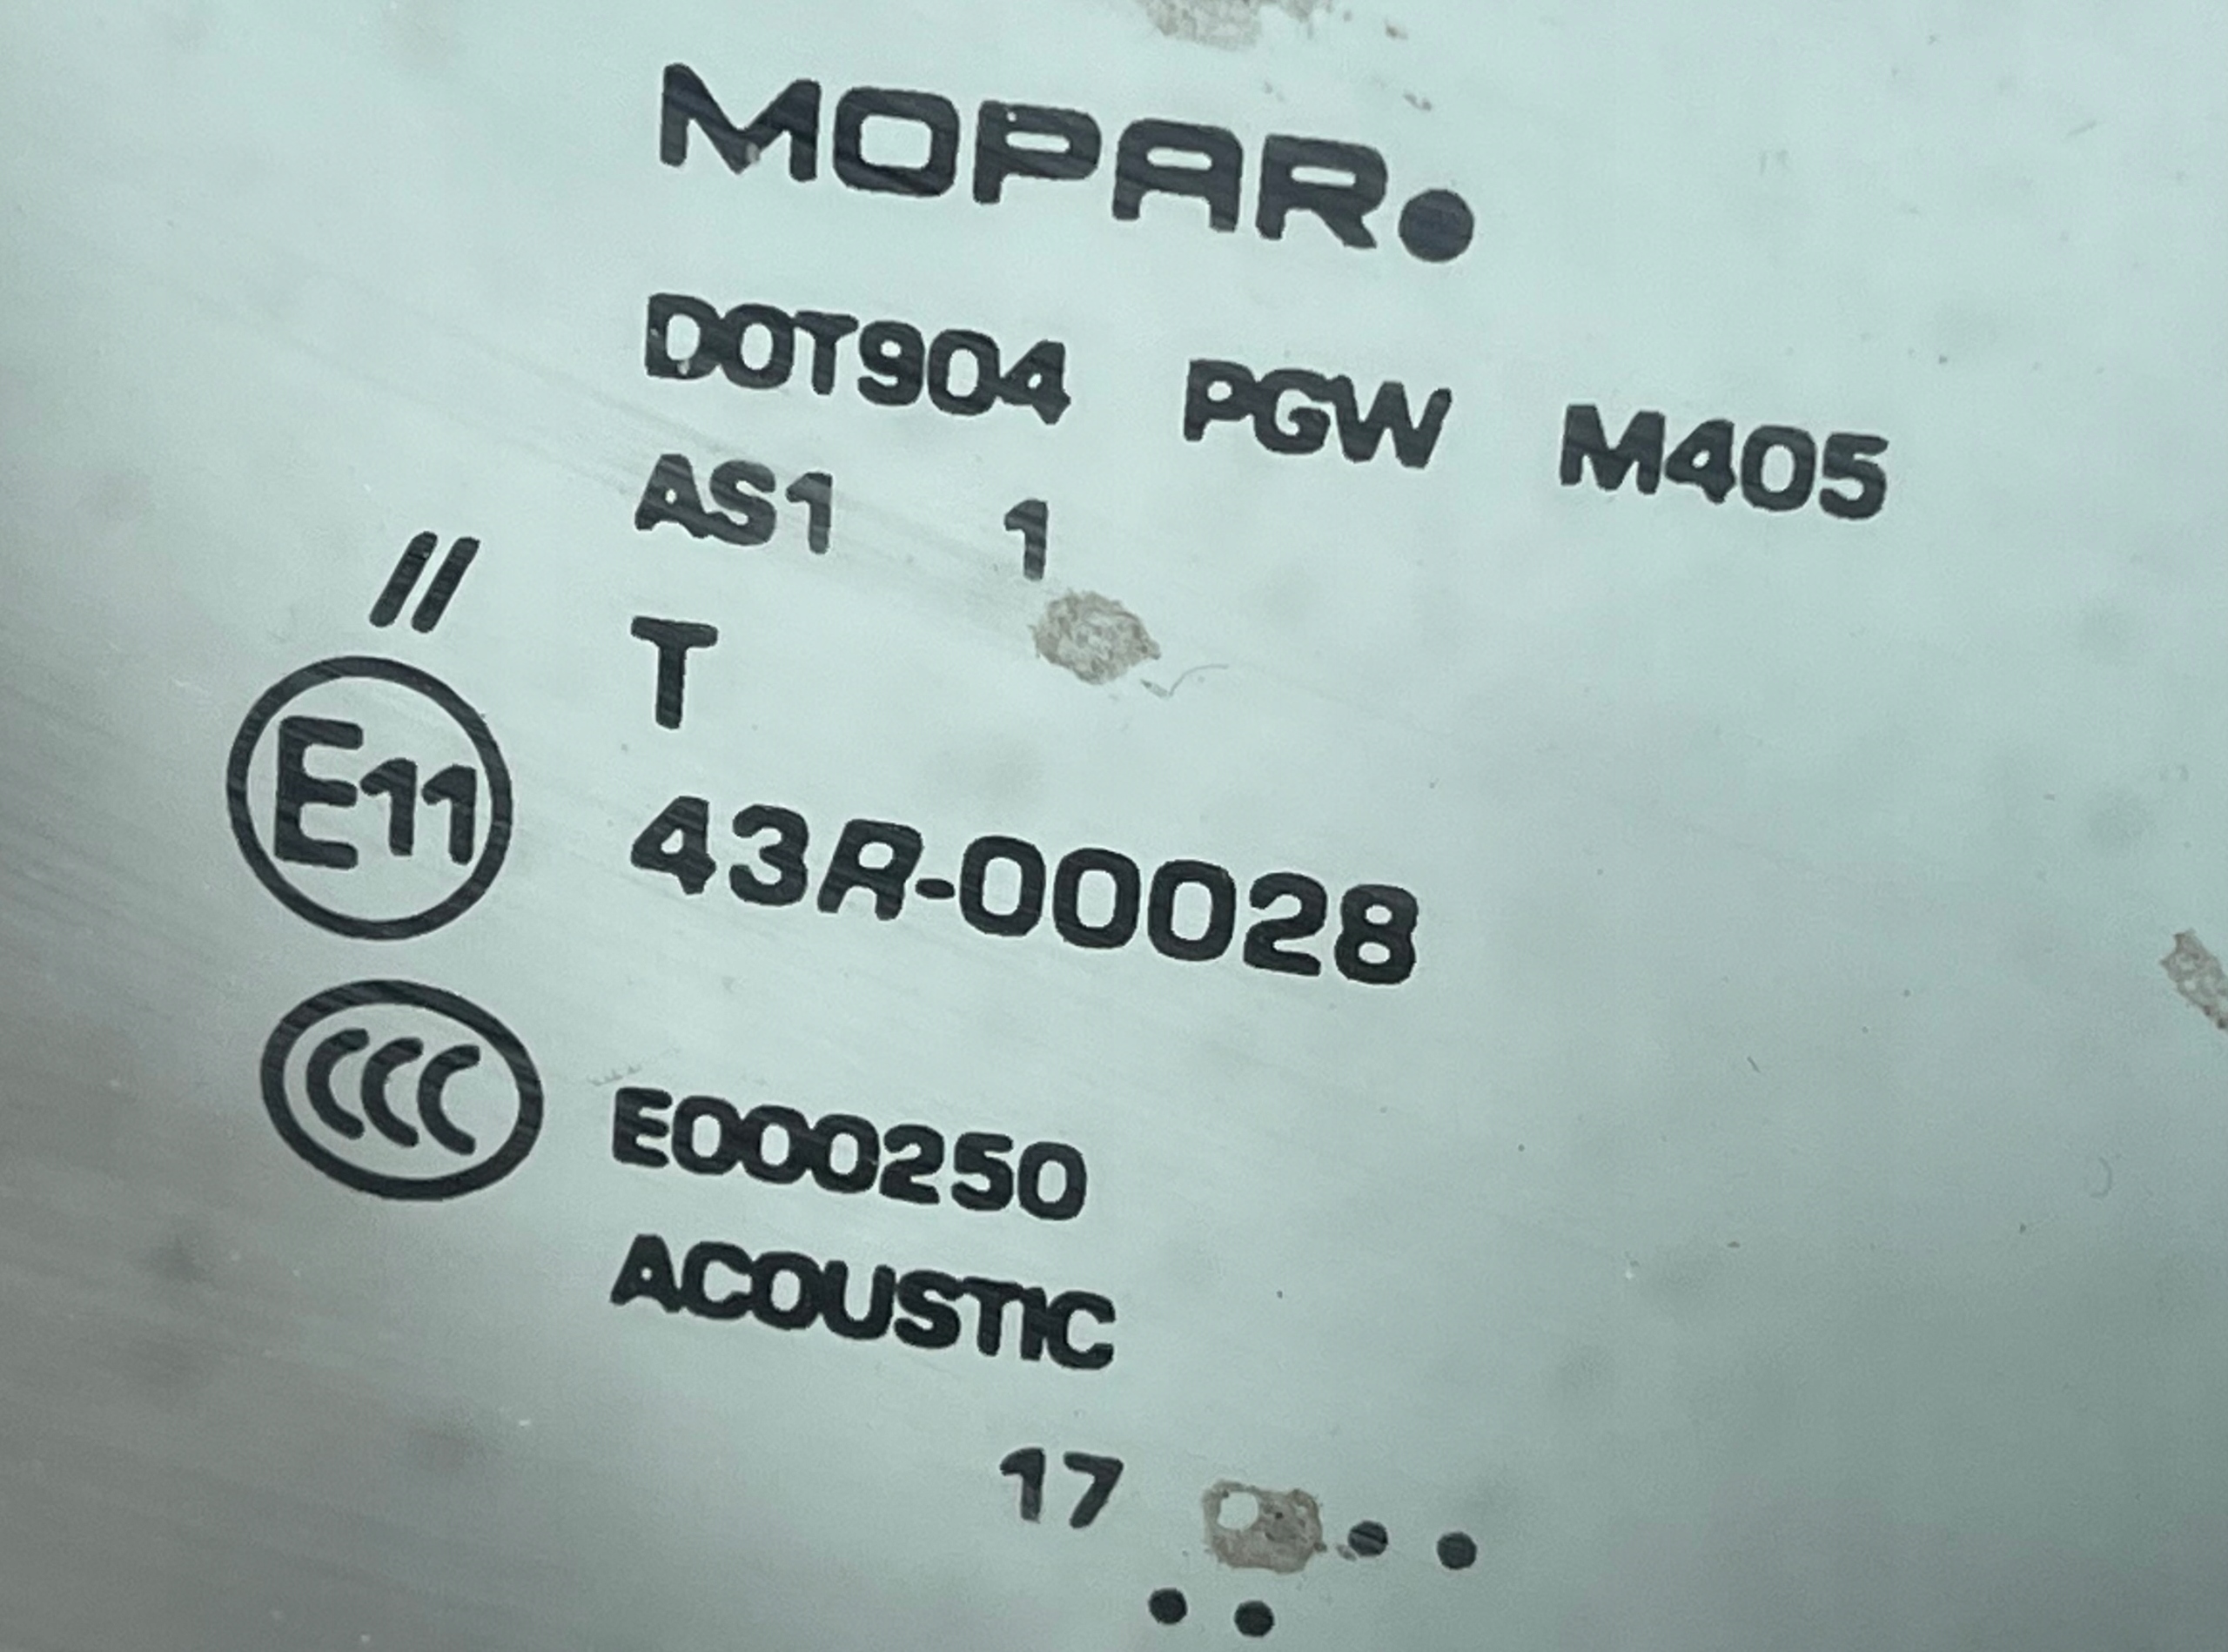 MOPAR
DOT904 PGW M405
AS1 1
//
T
E11
43R-00028
CCC
E000250
ACOUSTIC
17